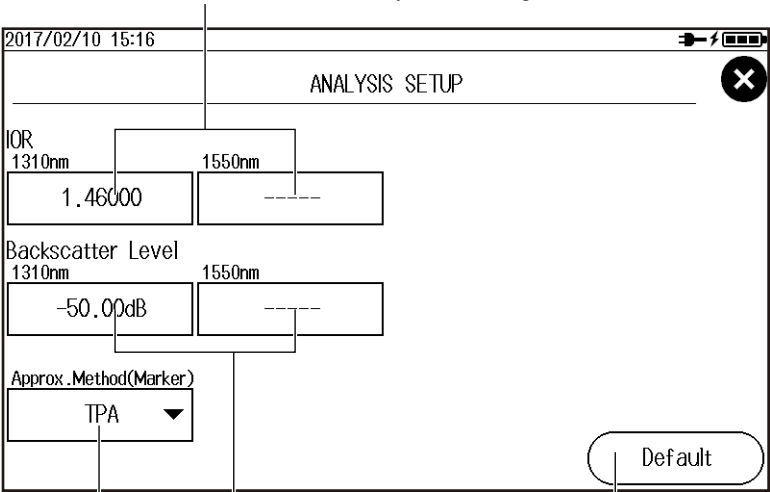 2017/02/10 15:16
ANALYSIS SETUP
IOR
1310nm 1550nm
1.46000 -----
Backscatter Level
1310nm 1550nm
-50.00dB -----
Approx.Method(Marker)
TPA
Default